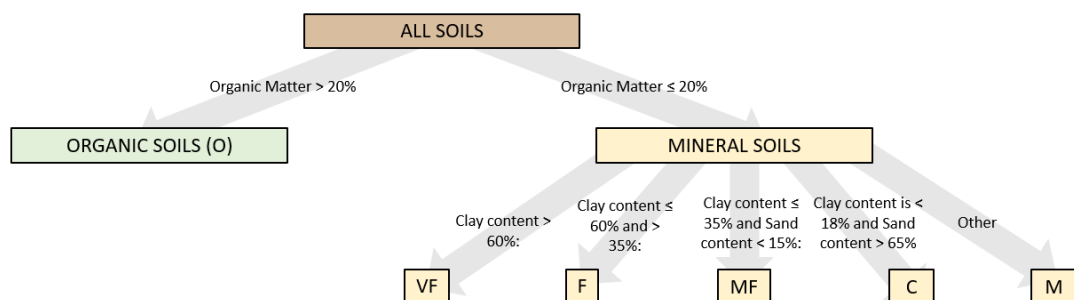 ALL SOILS
Organic Matter > 20%
Organic Matter ≤ 20%
ORGANIC SOILS (O)
MINERAL SOILS
Clay content >
60%:
Clay content ≤
60% and >
35%:
Clay content ≤
35% and Sand
content < 15%:
Clay content is <
18% and Sand
content > 65%
Other
VF
F
MF
C
M